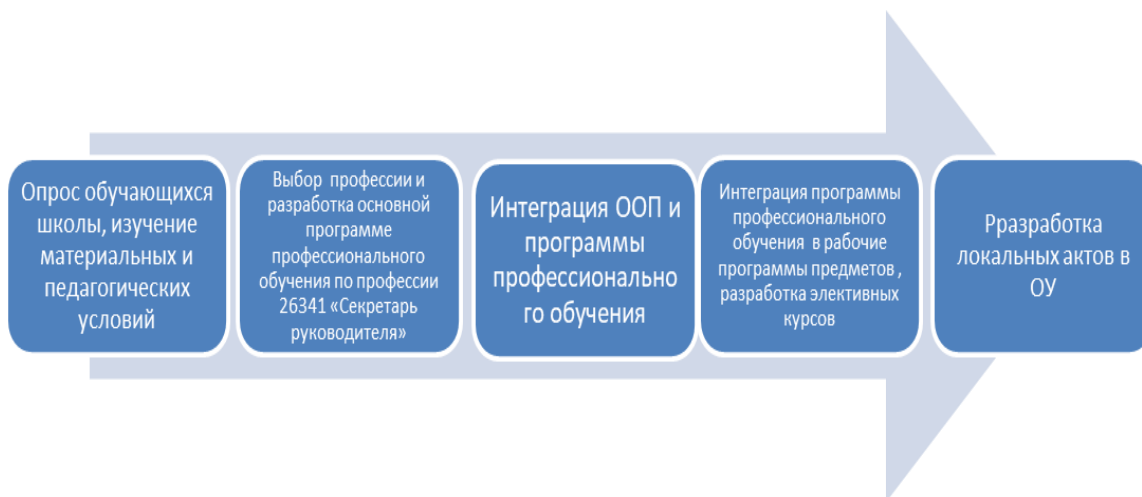 Опрос обучающихся
школы, изучение
материальных и
педагогических
условий
Выбор профессии и
разработка основной
программе
профессионального
обучения по профессии
26341 «Секретарь
руководителя»
Интеграция ООП и
программы
профессионально
го обучения
Интеграция программы
профессионального
обучения в рабочие
программы предметов ,
разработка элективных
курсов
Рразработка
локальных актов в
ОУ